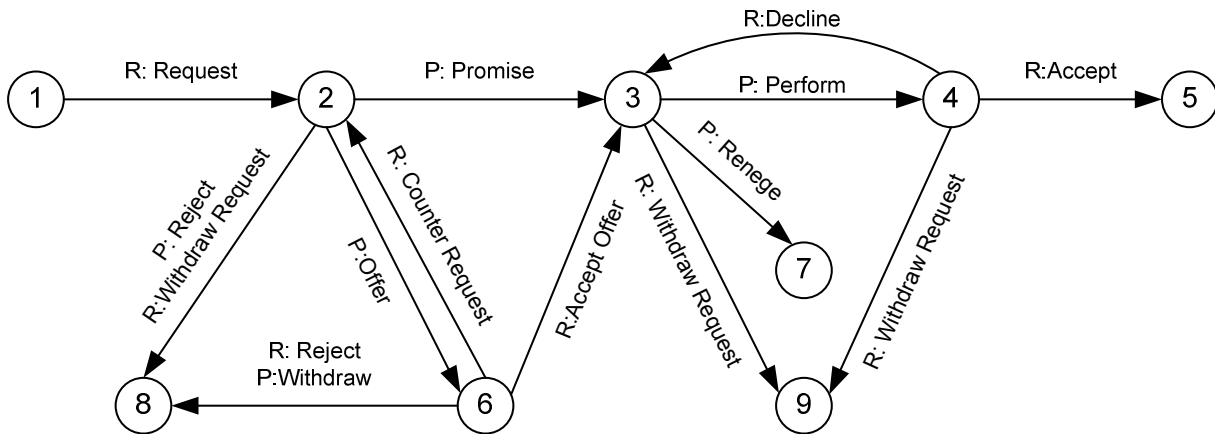 R:Decline
R: Request
P: Promise
P: Perform
R:Accept
1
2
3
4
5
P: Reject
R:Withdraw Request
P:Offer
R: Counter Request
R:Accept Offer
R: Withdraw Request
P: Renege
R: Withdraw Request
7
R: Reject
P:Withdraw
8
6
9